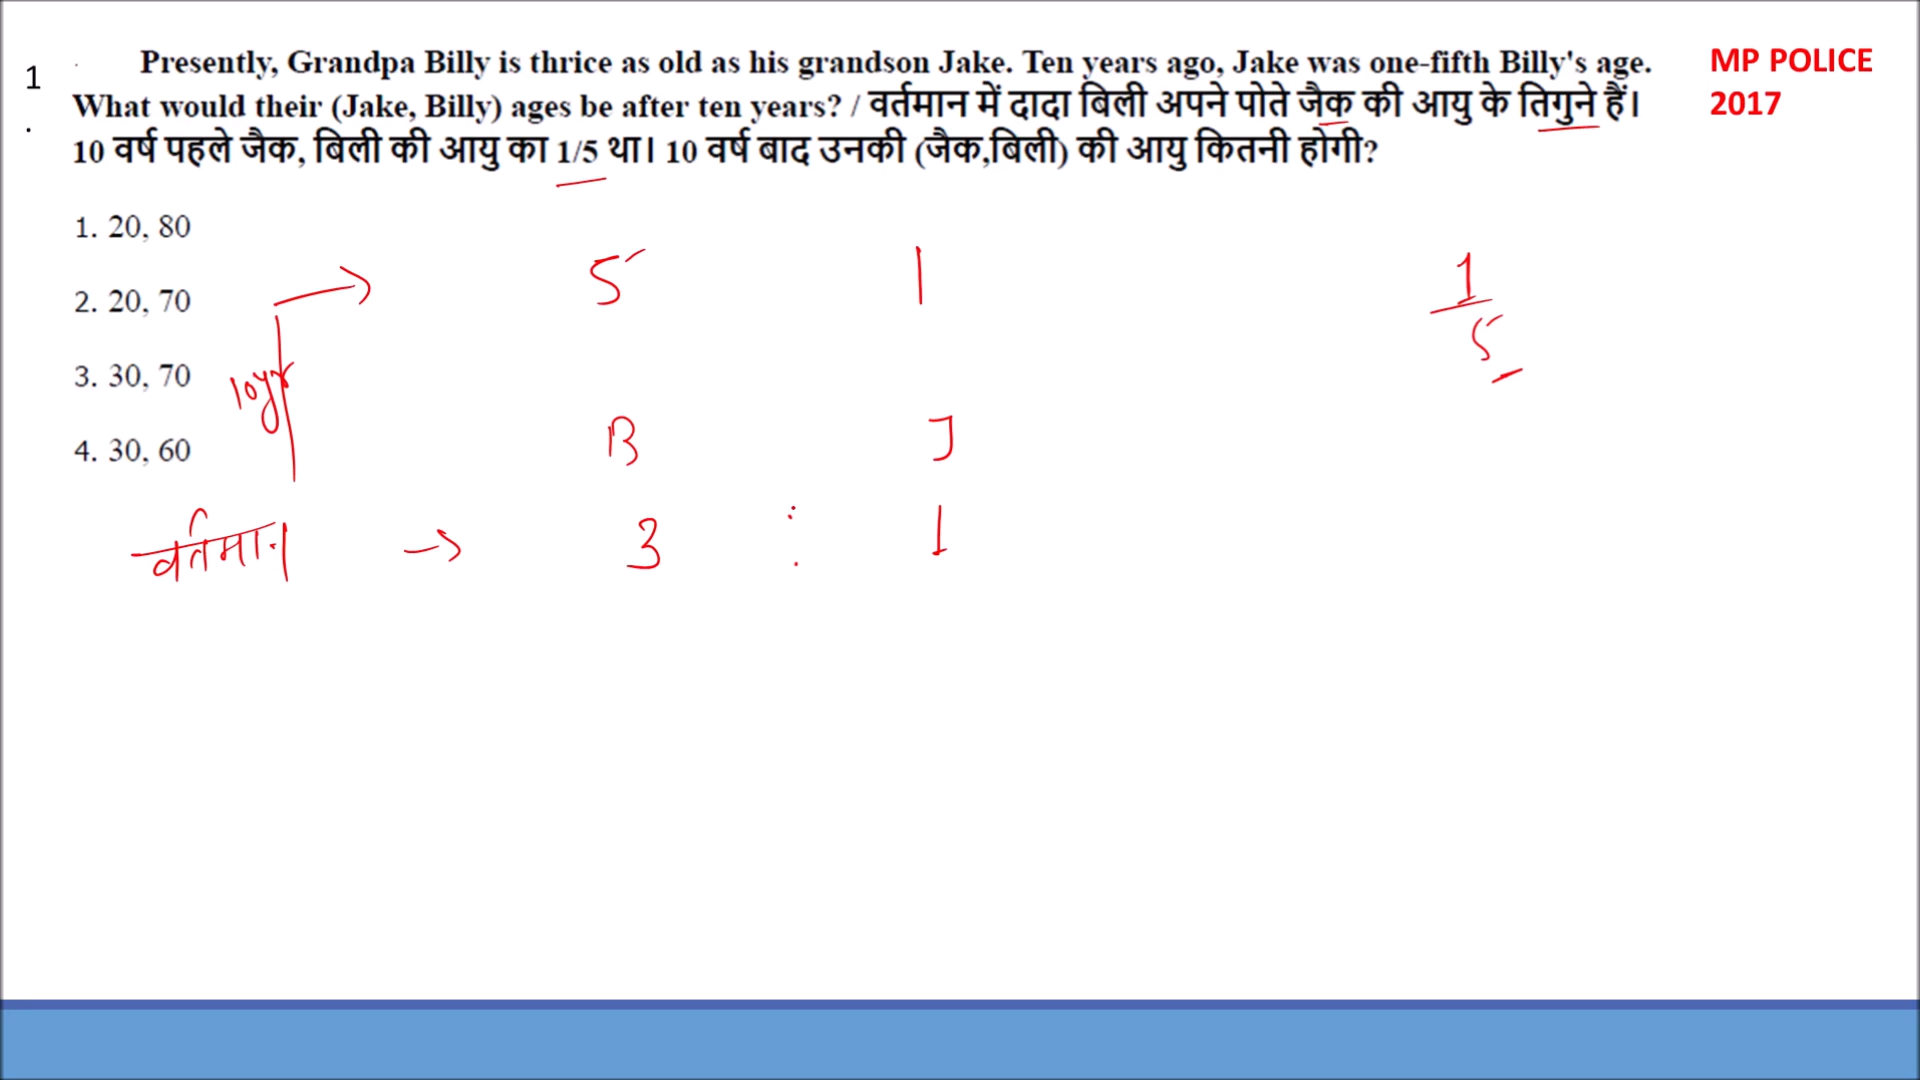 1
.
Presently, Grandpa Billy is thrice as old as his grandson Jake. Ten years ago, Jake was one-fifth Billy's age.
What would their (Jake, Billy) ages be after ten years? / वर्तमान में दादा बिली अपने पोते जैक की आयु के तिगुने हैं।
10 वर्ष पहले जैक, बिली की आयु का 1/5 था। 10 वर्ष बाद उनकी (जैक,बिली) की आयु कितनी होगी?
MP POLICE
2017
1. 20, 80
2. 20, 70
3. 30, 70
4. 30, 60
5 1
1
5
10yr
B J
वर्तमान → 3 : 1